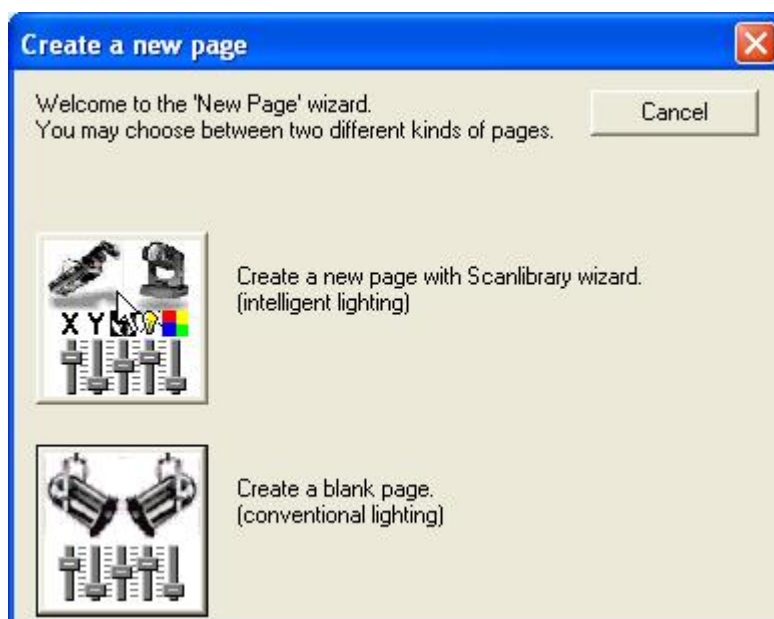 Create a new page
Welcome to the 'New Page' wizard.
You may choose between two different kinds of pages.
Cancel
Create a new page with Scanlibrary wizard.
(intelligent lighting)
X Y
Create a blank page.
(conventional lighting)